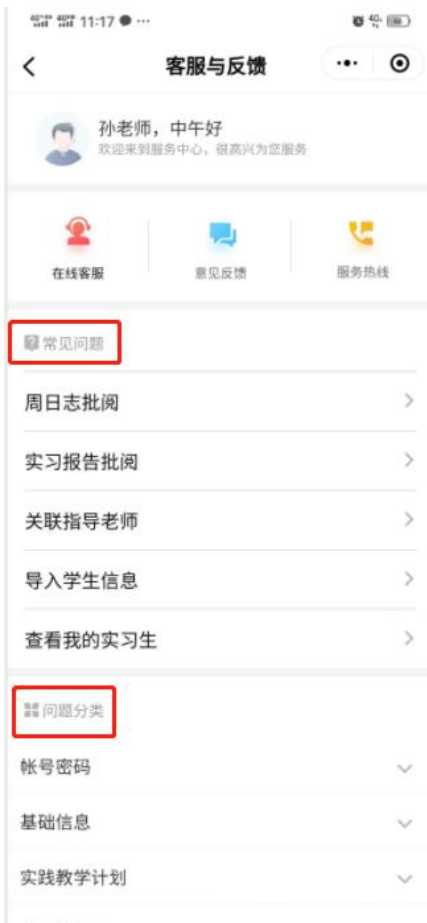 11:17
客服与反馈
孙老师，中午好
欢迎来到服务中心，很高兴为您服务
在线客服 意见反馈 服务热线
常见问题
周日志批阅
实习报告批阅
关联指导老师
导入学生信息
查看我的实习生
问题分类
帐号密码
基础信息
实践教学计划